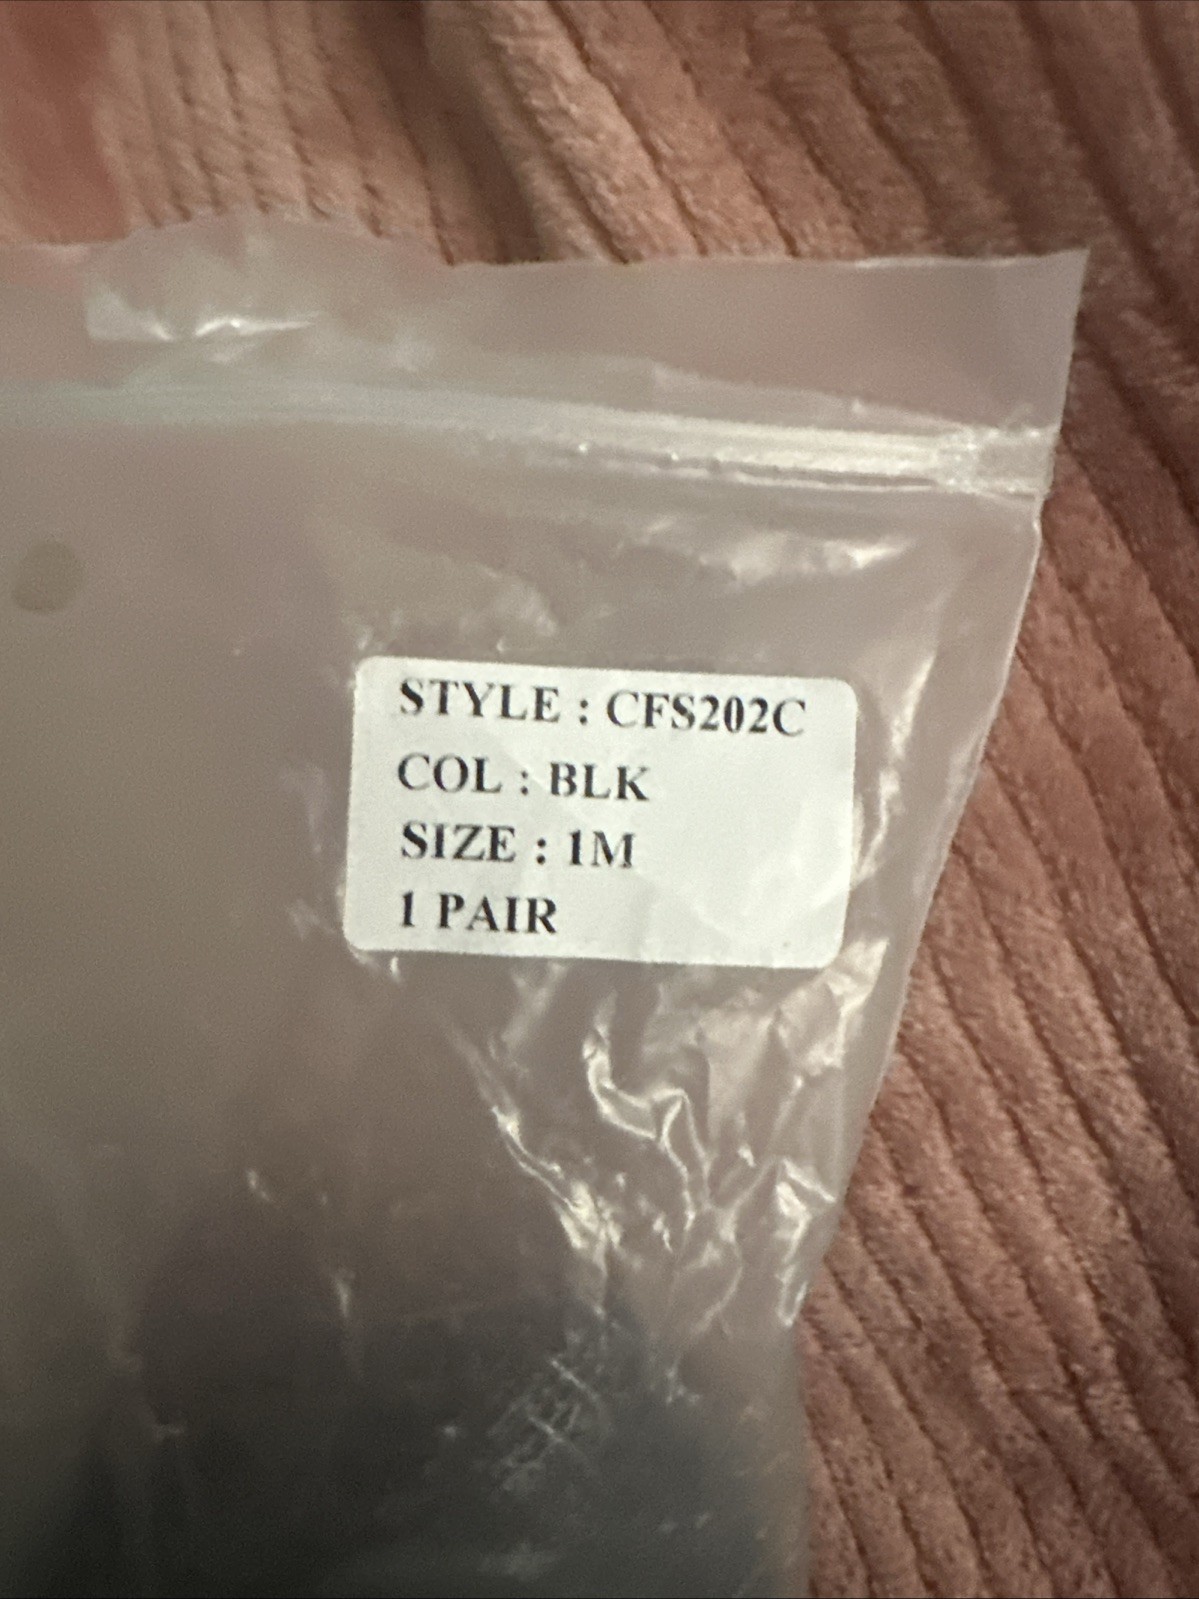 STYLE : CFS202C
COL : BLK
SIZE : 1M
1 PAIR